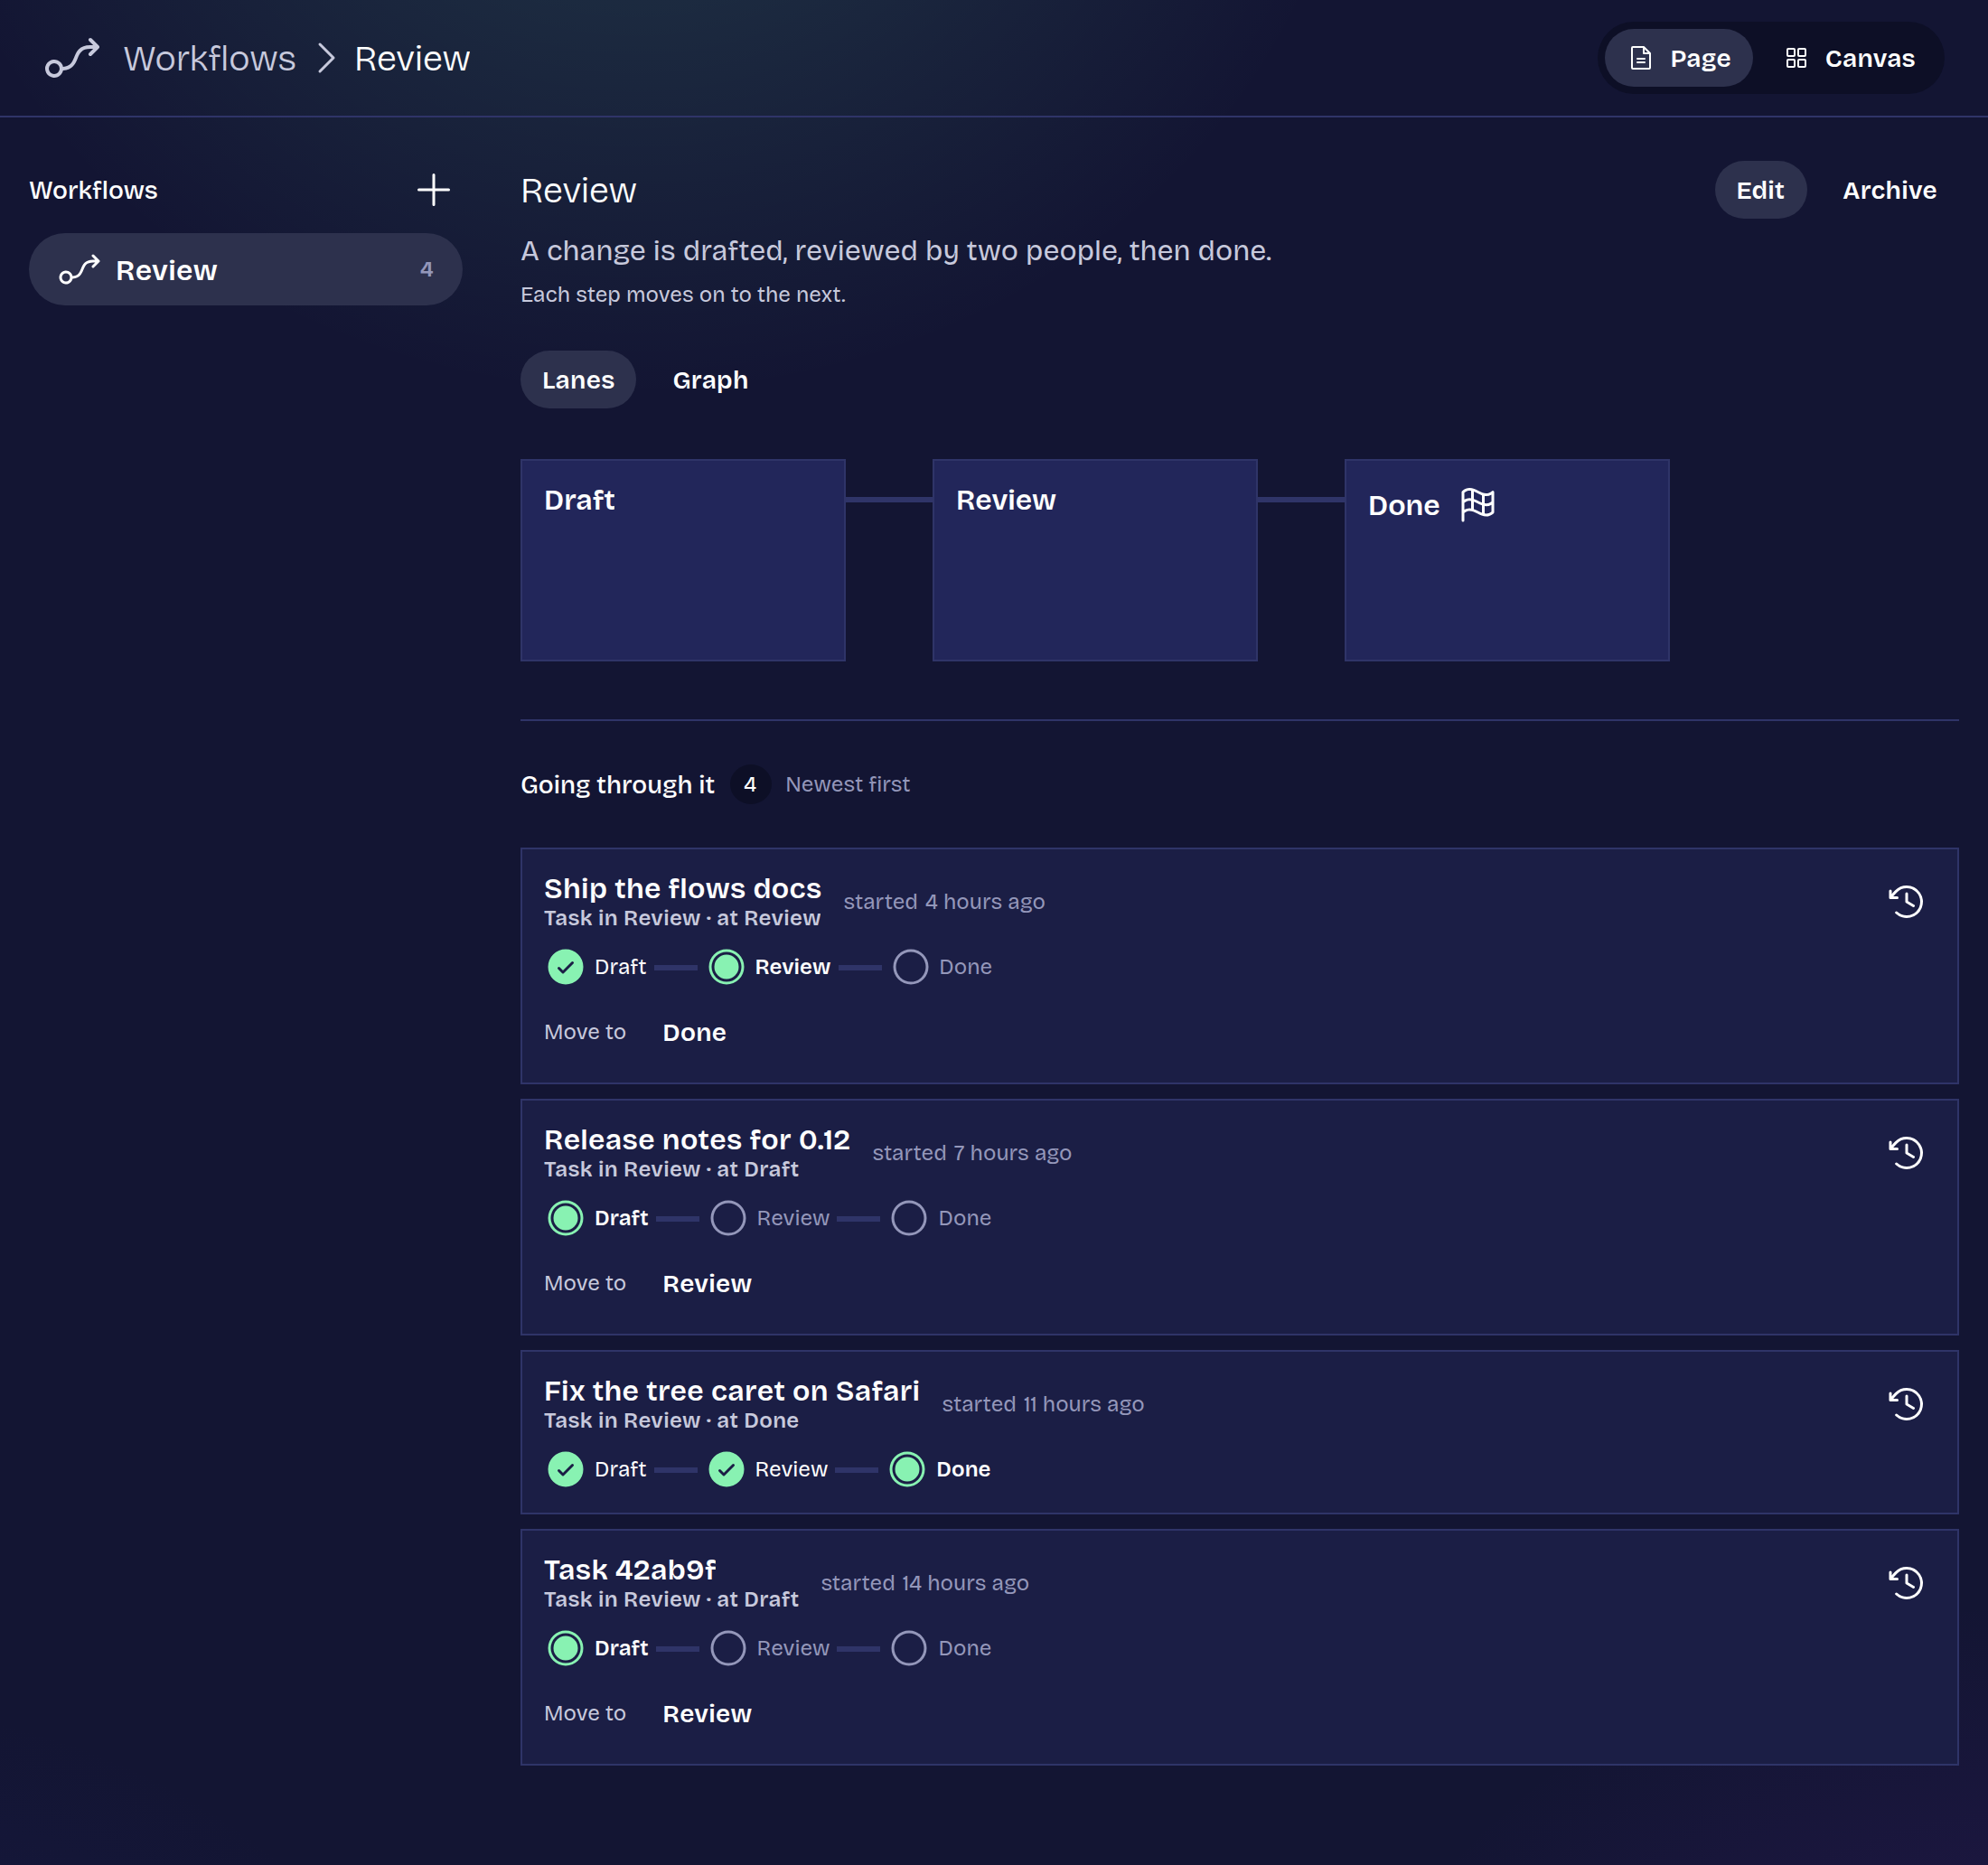 Workflows > Review
Page
Canvas
Workflows
Review 4
Review
Edit
Archive
A change is drafted, reviewed by two people, then done.
Each step moves on to the next.
Lanes
Graph
Draft
Review
Done
Going through it 4 Newest first
Ship the flows docs
started 4 hours ago
Task in Review · at Review
Draft
Review
Done
Move to Done
Release notes for 0.12
started 7 hours ago
Task in Review · at Draft
Draft
Review
Done
Move to Review
Fix the tree caret on Safari
started 11 hours ago
Task in Review · at Done
Draft
Review
Done
Task 42ab9f
started 14 hours ago
Task in Review · at Draft
Draft
Review
Done
Move to Review